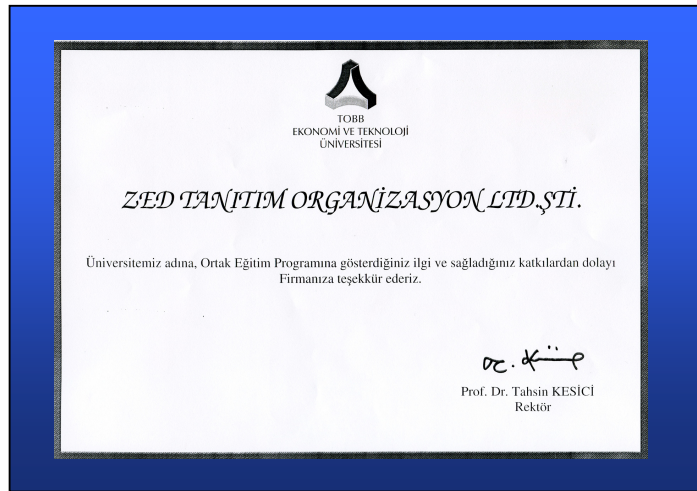 TOBB
EKONOMİ VE TEKNOLOJİ
ÜNİVERSİTESİ
ZED TANITIM ORGANİZASYON LTD.ŞTİ.
Üniversitemiz adına, Ortak Eğitim Programına gösterdiğiniz ilgi ve sağladığınız katkılardan dolayı
Firmanıza teşekkür ederiz.
Prof. Dr. Tahsin KESİCİ
Rektör